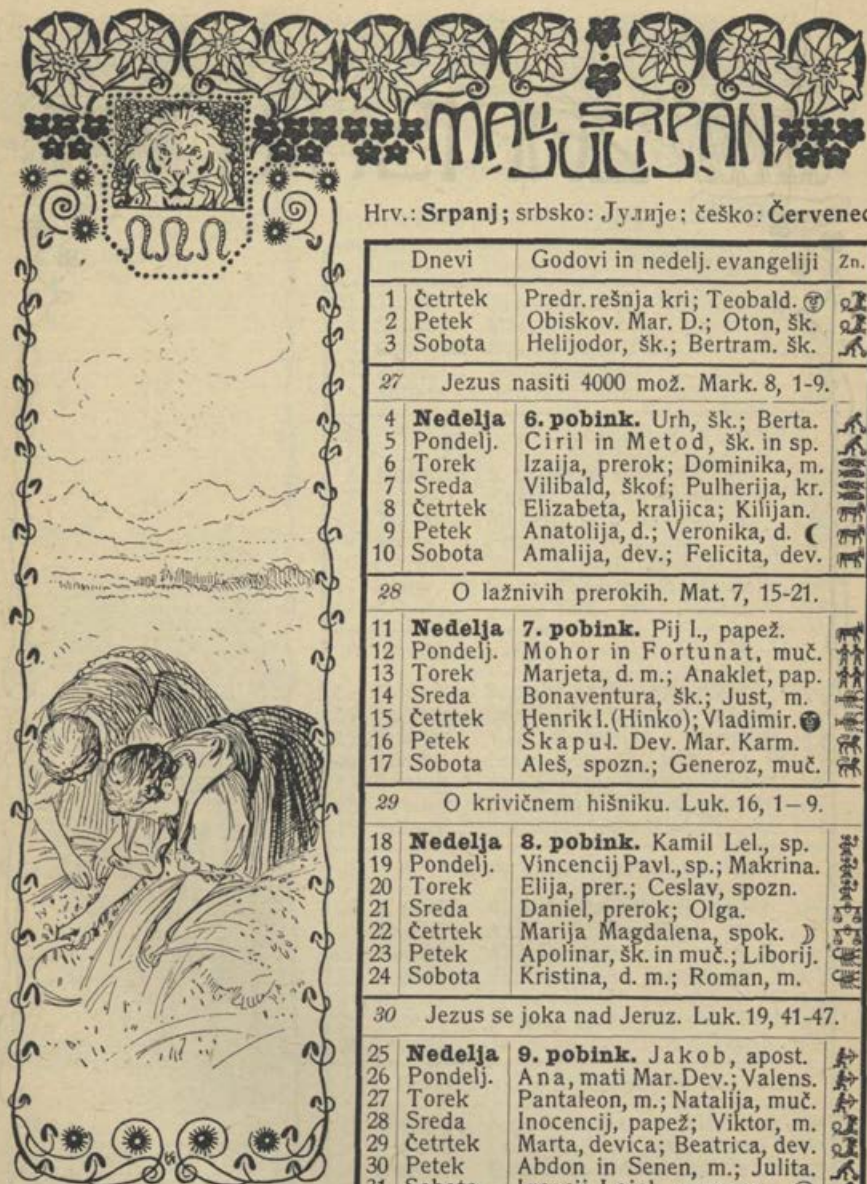 MALI SRPAN
JULIJ
Hrv.: Srpanj; srbsko: Јулије; češko: Červenec
Dnevi Godovi in nedelj. evangeliji Zn.
1 Četrtek Predr. rešnja kri; Teobald.
2 Petek Obiskov. Mar. D.; Oton, šk.
3 Sobota Helijodor, šk.; Bertram. šk.
27 Jezus nasiti 4000 mož. Mark. 8, 1-9.
4 Nedelja 6. pobink. Urh, šk.; Berta.
5 Pondelj. Ciril in Metod, šk. in sp.
6 Torek Izaija, prerok; Dominika, m.
7 Sreda Vilibald, škof; Pulherija, kr.
8 Četrtek Elizabeta, kraljica; Kilijan.
9 Petek Anatolija, d.; Veronika, d. ☾
10 Sobota Amalija, dev.; Felicita, dev.
28 O lažnivih prerokih. Mat. 7, 15-21.
11 Nedelja 7. pobink. Pij I., papež.
12 Pondelj. Mohor in Fortunat, muč.
13 Torek Marjeta, d. m.; Anaklet, pap.
14 Sreda Bonaventura, šk.; Just, m.
15 Četrtek Henrik I. (Hinko); Vladimir.
16 Petek Škapul. Dev. Mar. Karm.
17 Sobota Aleš, spozn.; Generoz, muč.
29 O krivičnem hišniku. Luk. 16, 1–9.
18 Nedelja 8. pobink. Kamil Lel., sp.
19 Pondelj. Vincencij Pavl., sp.; Makrina.
20 Torek Elija, prer.; Ceslav, spozn.
21 Sreda Daniel, prerok; Olga.
22 Četrtek Marija Magdalena, spok. ☽
23 Petek Apolinar, šk. in muč.; Liborij.
24 Sobota Kristina, d. m.; Roman, m.
30 Jezus se joka nad Jeruz. Luk. 19, 41-47.
25 Nedelja 9. pobink. Jakob, apost.
26 Pondelj. Ana, mati Mar. Dev.; Valens.
27 Torek Pantaleon, m.; Natalija, muč.
28 Sreda Inocencij, papež; Viktor, m.
29 Četrtek Marta, devica; Beatrica, dev.
30 Petek Abdon in Senen, m.; Julita.
31 Sobota